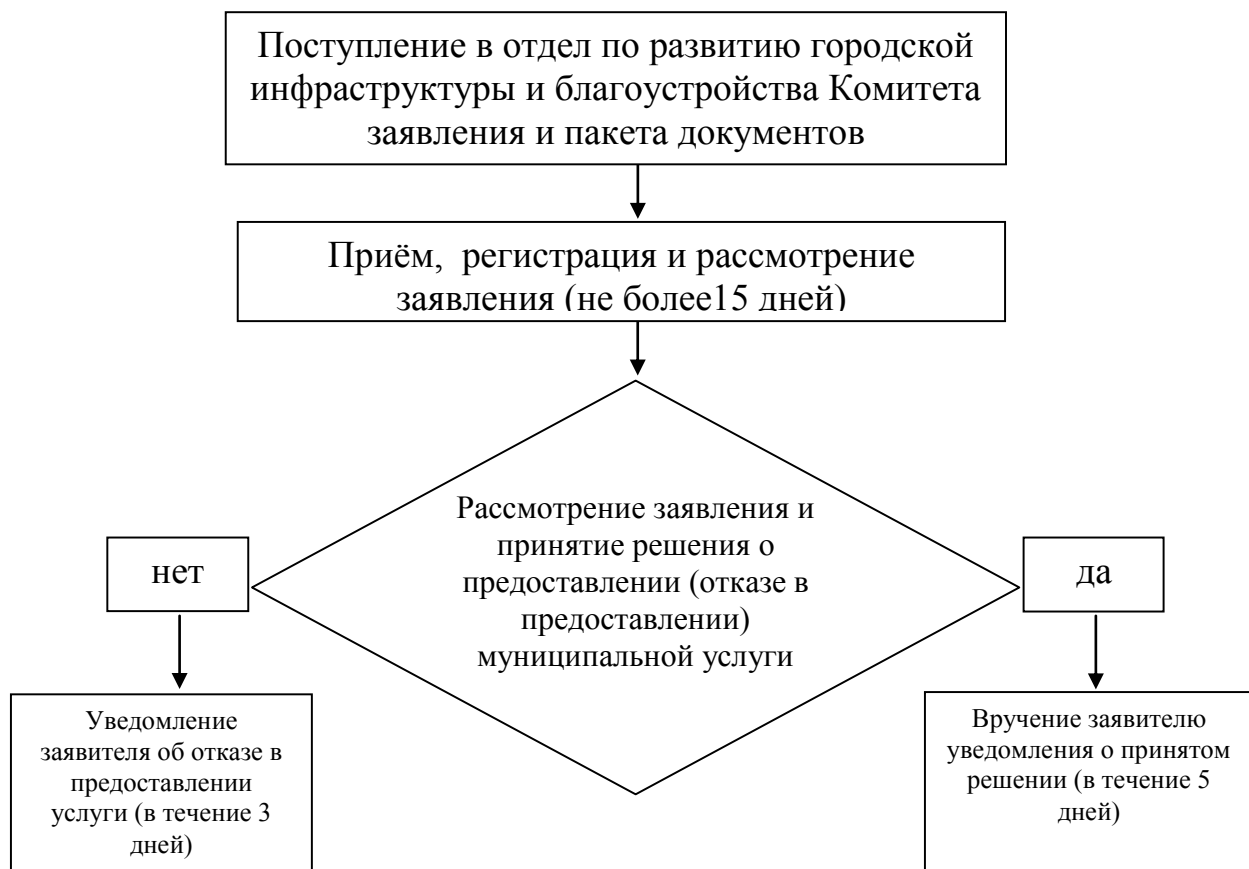 Поступление в отдел по развитию городской
инфраструктуры и благоустройства Комитета
заявления и пакета документов
Приём,  регистрация и рассмотрение
заявления (не более15 дней)
Рассмотрение заявления и
принятие решения о
предоставлении (отказе в
предоставлении)
муниципальной услуги
нет
да
Уведомление
заявителя об отказе в
предоставлении
услуги (в течение 3
дней)
Вручение заявителю
уведомления о принятом
решении (в течение 5
дней)